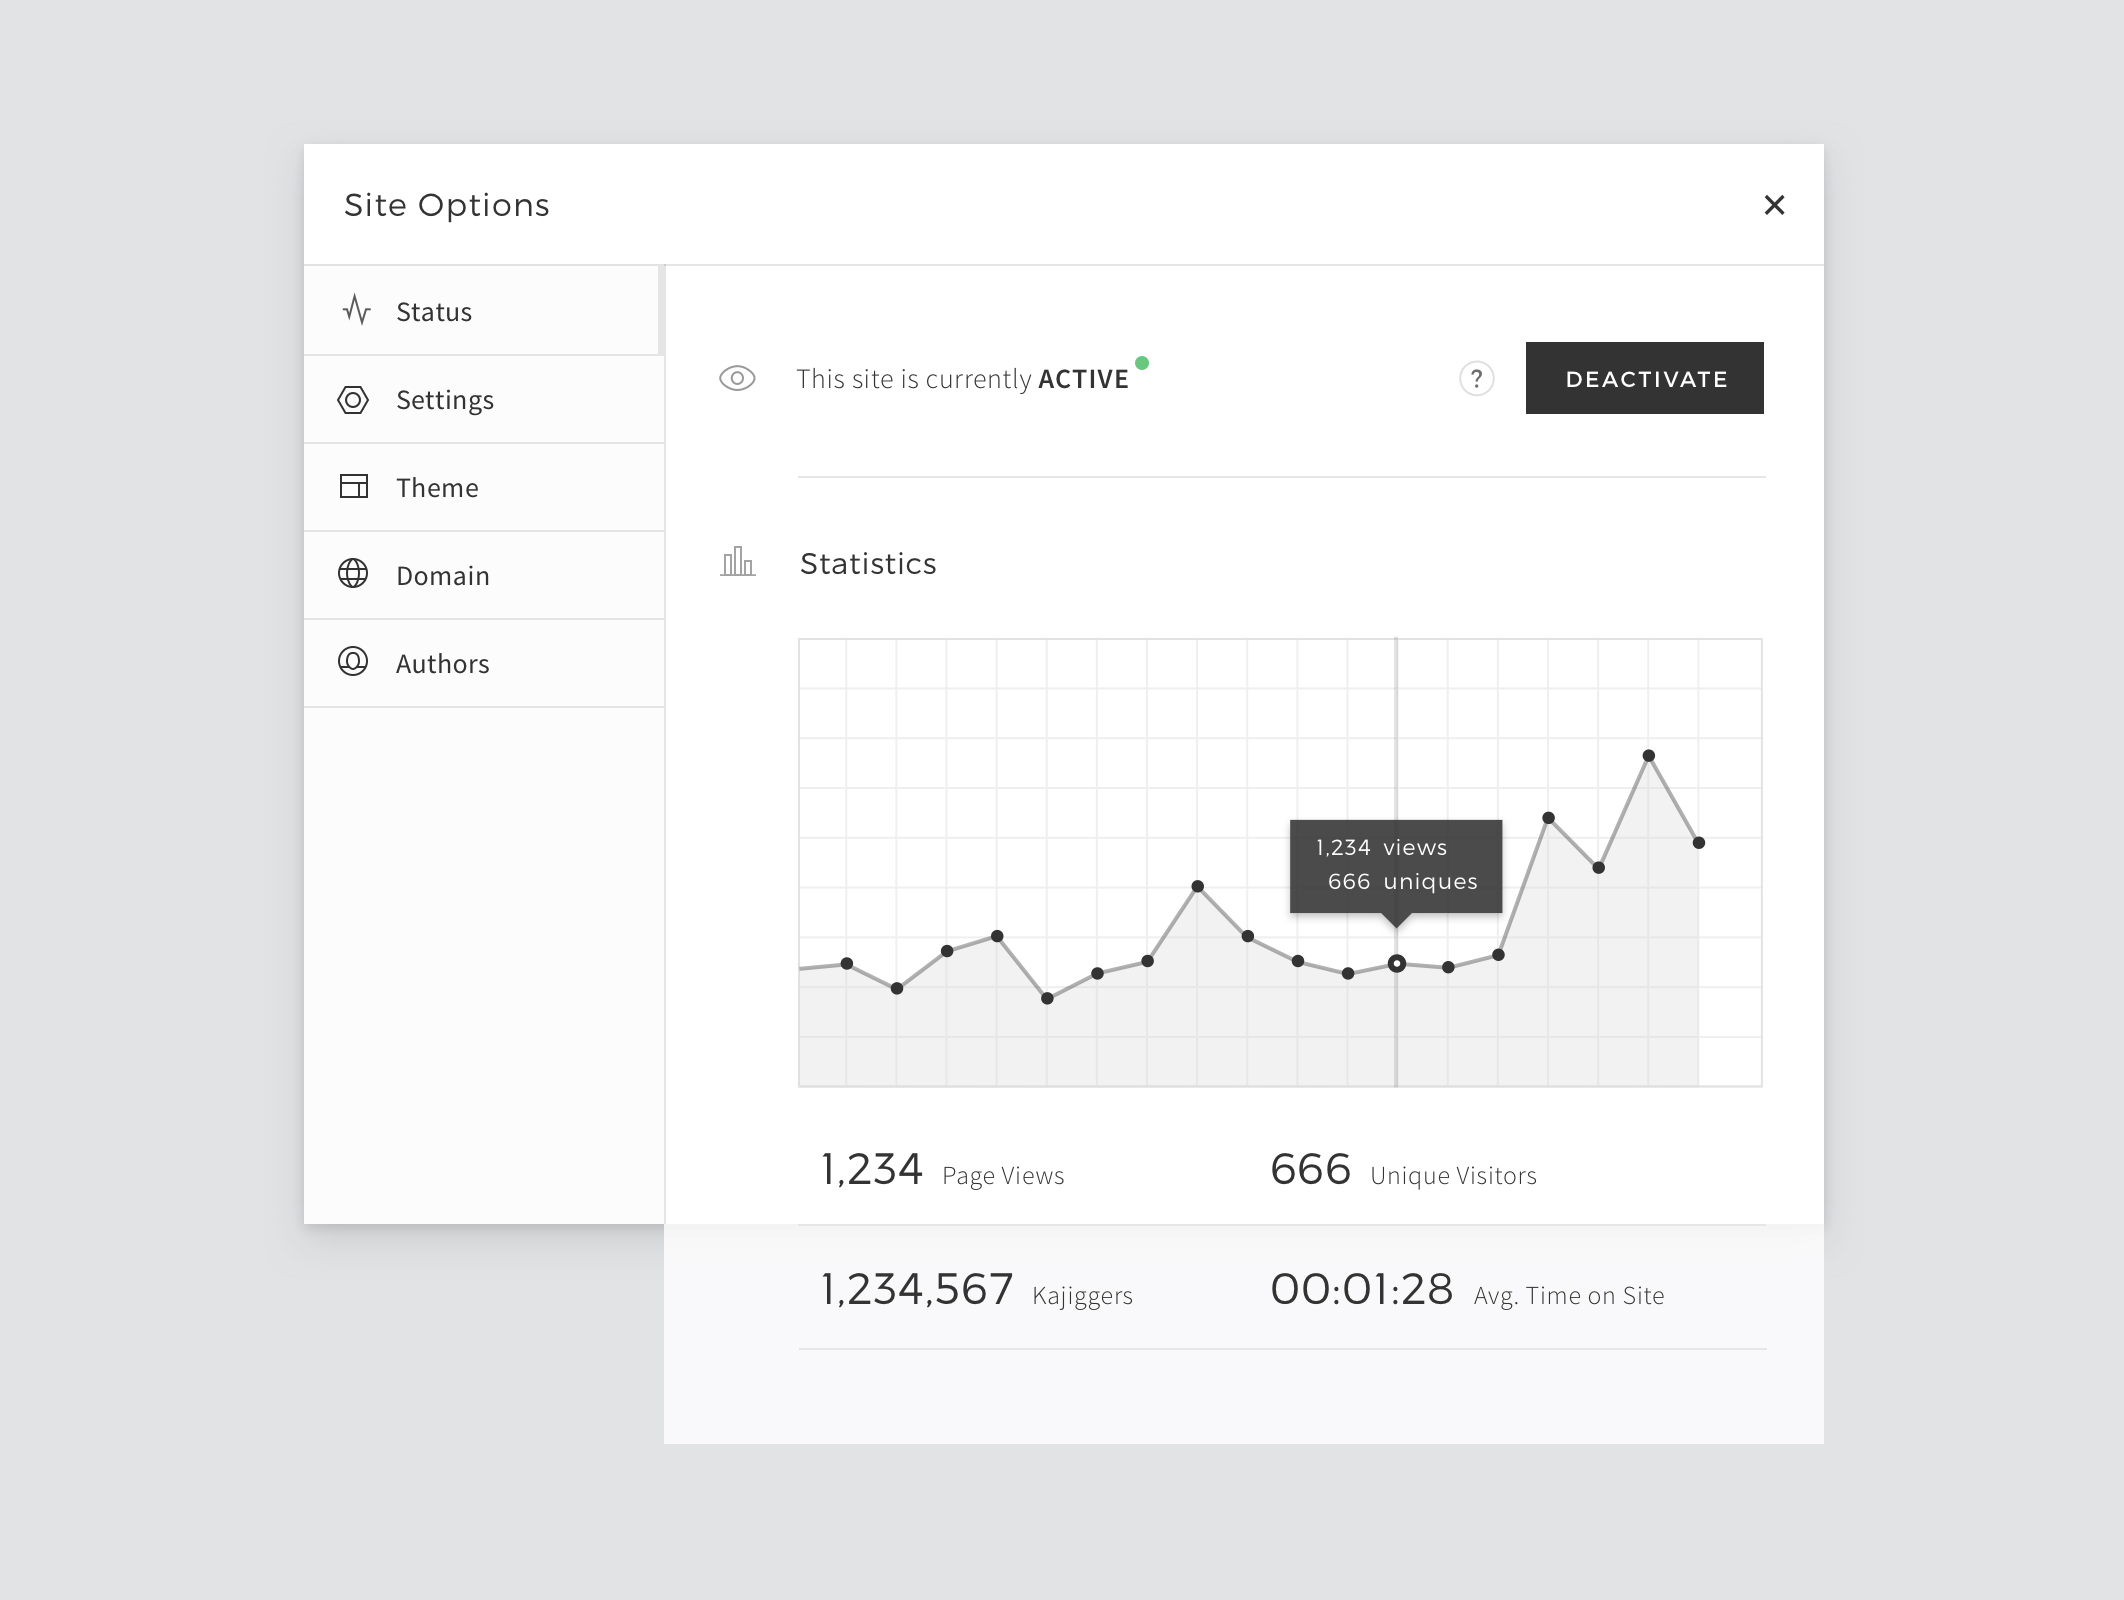 Site Options
Status
Settings
Theme
Domain
Authors
This site is currently ACTIVE
?
DEACTIVATE
Statistics
1,234 views
666 uniques
1,234 Page Views
666 Unique Visitors
1,234,567 Kajiggers
00:01:28 Avg. Time on Site